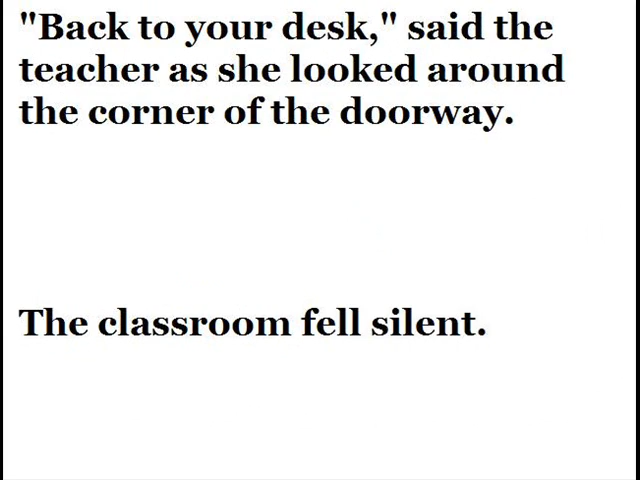 "Back to your desk," said the
teacher as she looked around
the corner of the doorway.
The classroom fell silent.